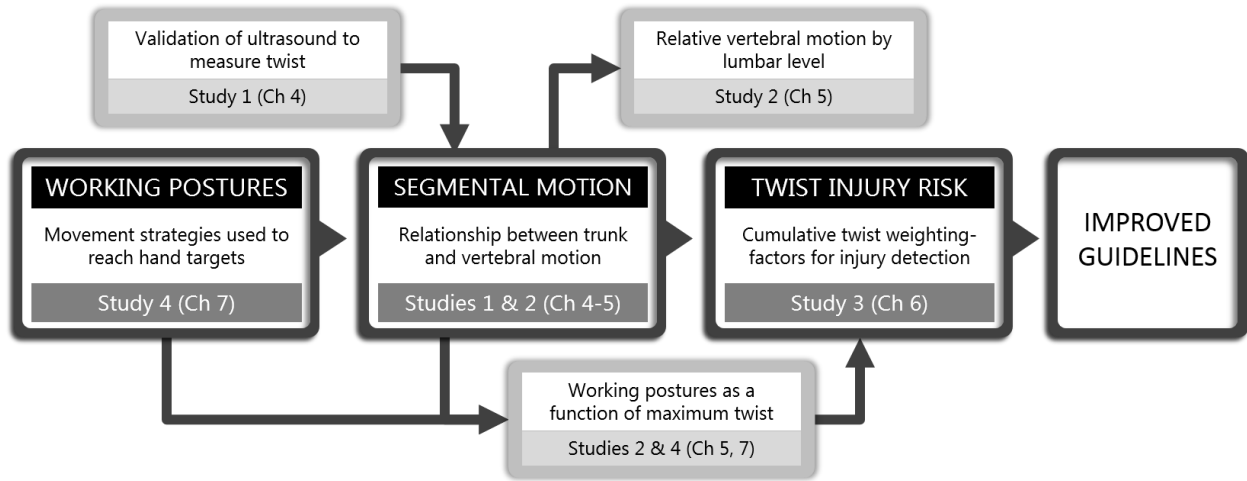 Validation of ultrasound to
measure twist
Study 1 (Ch 4)
Relative vertebral motion by
lumbar level
Study 2 (Ch 5)
WORKING POSTURES
Movement strategies used to
reach hand targets
Study 4 (Ch 7)
SEGMENTAL MOTION
Relationship between trunk
and vertebral motion
Studies 1 & 2 (Ch 4-5)
TWIST INJURY RISK
Cumulative twist weighting-
factors for injury detection
Study 3 (Ch 6)
IMPROVED
GUIDELINES
Working postures as a
function of maximum twist
Studies 2 & 4 (Ch 5, 7)